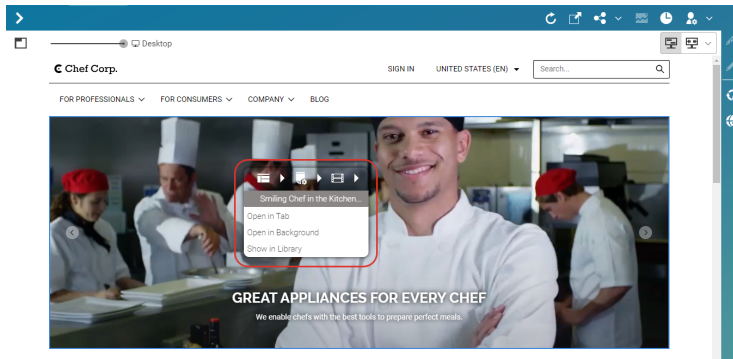 Desktop
Chef Corp.
SIGN IN UNITED STATES (EN)
Search...
FOR PROFESSIONALS FOR CONSUMERS COMPANY BLOG
Smiling Chef in the Kitchen...
Open in Tab
Open in Background
Show in Library
GREAT APPLIANCES FOR EVERY CHEF
We enable chefs with the best tools to prepare perfect meals.